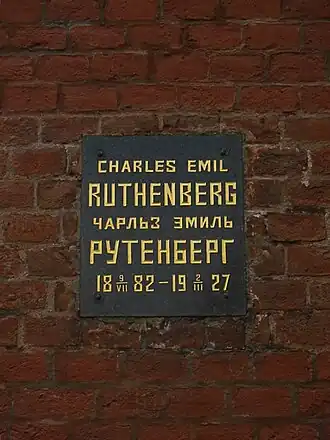 CHARLES EMIL
RUTHENBERG
ЧАРЛЬЗ ЭМИЛЬ
РУТЕНБЕРГ
18 9/VII 82–19 2/III 27